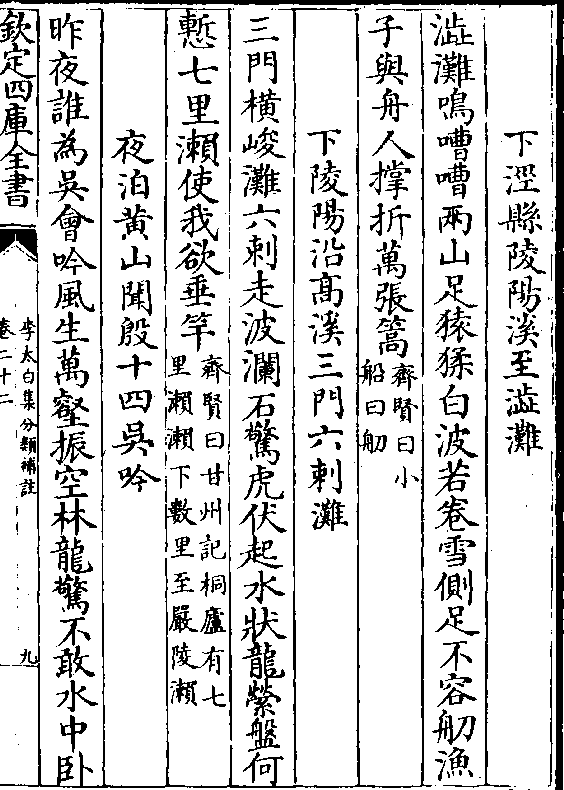 下涇縣陵陽溪至澁灘
澁灘鳴嘈嘈兩山足猿猱白波若卷雪側足不容舠漁
子與舟人撑折萬張篙齊賢曰小
船曰舠
下陵陽沿高溪三門六刺灘
三門橫峻灘六刺走波瀾石驚虎伏起水狀龍縈盤何
慙七里瀬使我欲垂竿齊賢曰甘州記桐廬有七
里瀬瀬下數里至嚴陵瀬
夜泊黄山聞殷十四吳吟
昨夜誰為吳會吟風生萬壑振空林龍驚不敢水中卧
欽定四庫全書
李太白集分類補註
卷二十二
九